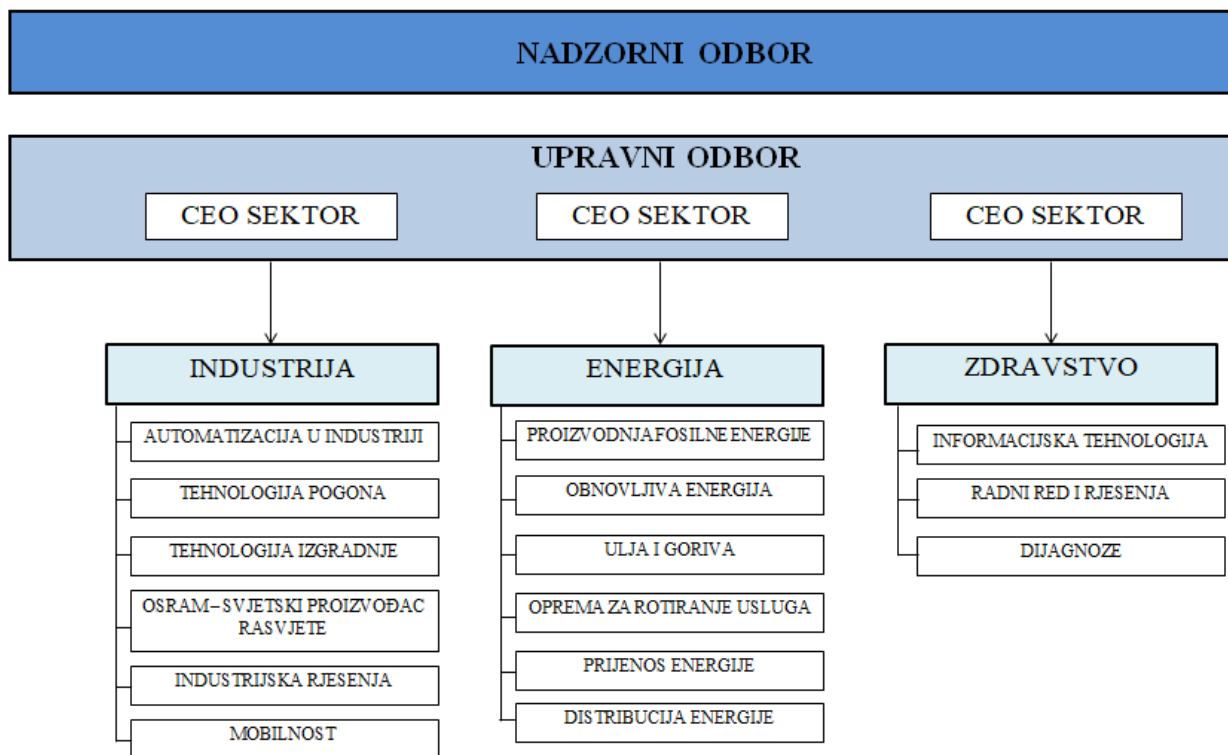 NADZORNI ODBOR
UPRAVNI ODBOR
CEO SEKTOR
CEO SEKTOR
CEO SEKTOR
INDUSTRIJA
AUTOMATIZACIJA U INDUSTRIJI
TEHNOLOGIJA POGONA
TEHNOLOGIJA IZGRADNJE
OSRAM – SVJETSKI PROIZVOĐAC
RASVJETE
INDUSTRIJSKA RJESENJA
MOBILNOST
ENERGIJA
PROIZVODNJA FOSILNE ENERGIJE
OBNOVLJIVA ENERGIJA
ULJA I GORIVA
OPREMA ZA ROTIRANJE USLUGA
PRIJENOS ENERGIJE
DISTRIBUCIJA ENERGIJE
ZDRAVSTVO
INFORMACIJSKA TEHNOLOGIJA
RADNI RED I RJESENJA
DIJAGNOZE